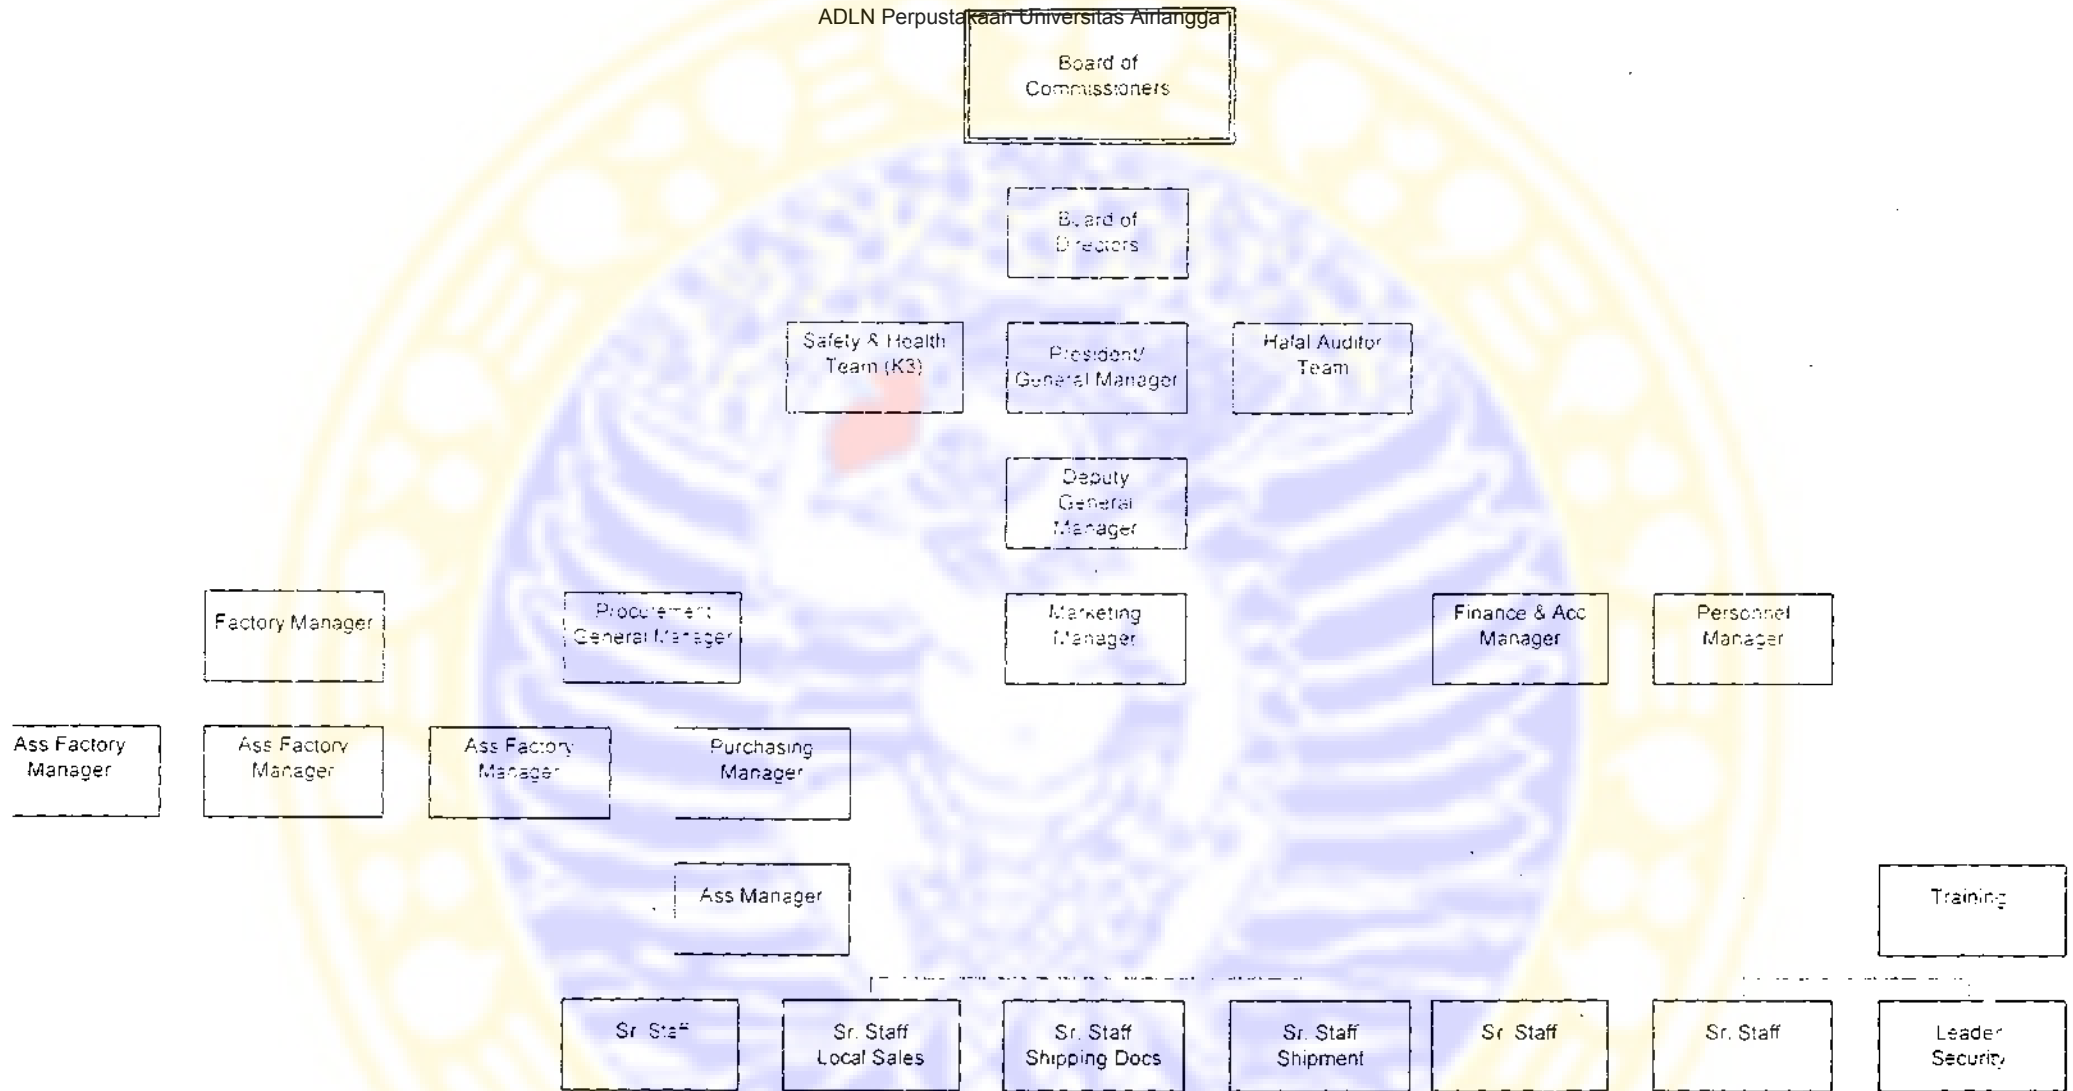 ADLN Perpustakaan Universitas Airlangga
Board of
Commissioners
Board of
Directors
Safety & Health
Team (K3)
President/
General Manager
Halal Auditor
Team
Deputy
General
Manager
Factory Manager
Procurement
General Manager
Marketing
Manager
Finance & Acc
Manager
Personnel
Manager
Ass Factory
Manager
Ass Factory
Manager
Ass Factory
Manager
Purchasing
Manager
Ass Manager
Training
Sr. Staff
Sr. Staff
Local Sales
Sr. Staff
Shipping Docs
Sr. Staff
Shipment
Sr. Staff
Sr. Staff
Leader
Security